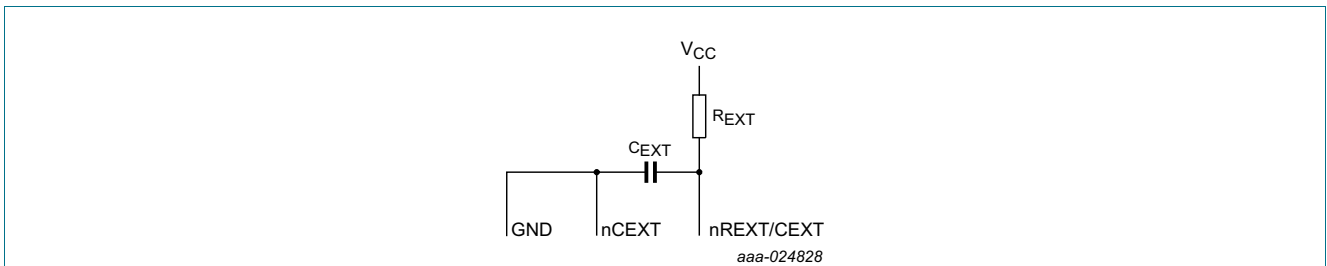 VCC
REXT
CEXT
GND nCEXT nREXT/CEXT
aaa-024828